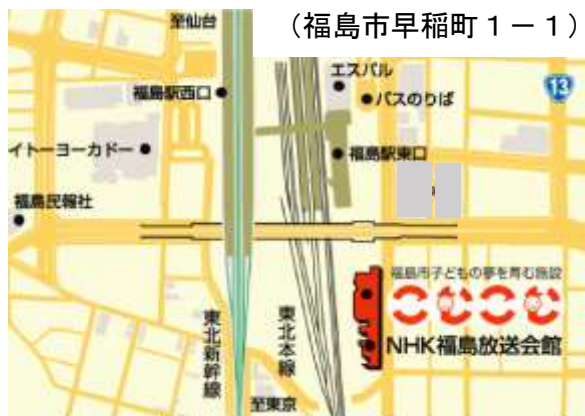 （福島市早稲町１－１）
至仙台
エスパル
13
福島駅西口
バスのりば
イトーヨーカドー
福島駅東口
福島民報社
福島市子どもの夢を育む施設
こむこむ
NHK福島放送会館
東北新幹線
東北本線
至東京